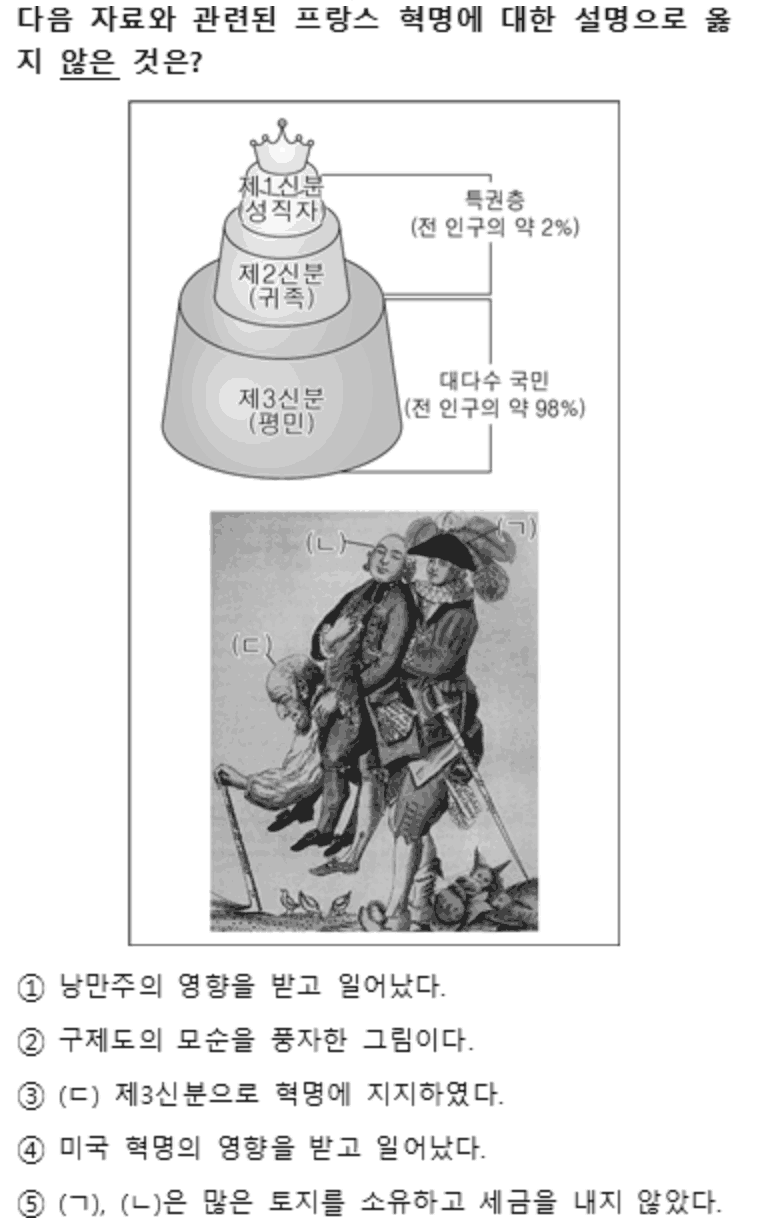 다음 자료와 관련된 프랑스 혁명에 대한 설명으로 옳
지 않은 것은?
제1신분
(성직자)
특권층
(전 인구의 약 2%)
제2신분
(귀족)
제3신분
(평민)
대다수 국민
(전 인구의 약 98%)
(ㄱ)
(ㄴ)
(ㄷ)
① 낭만주의 영향을 받고 일어났다.
② 구제도의 모순을 풍자한 그림이다.
③ (ㄷ) 제3신분으로 혁명에 지지하였다.
④ 미국 혁명의 영향을 받고 일어났다.
⑤ (ㄱ), (ㄴ)은 많은 토지를 소유하고 세금을 내지 않았다.